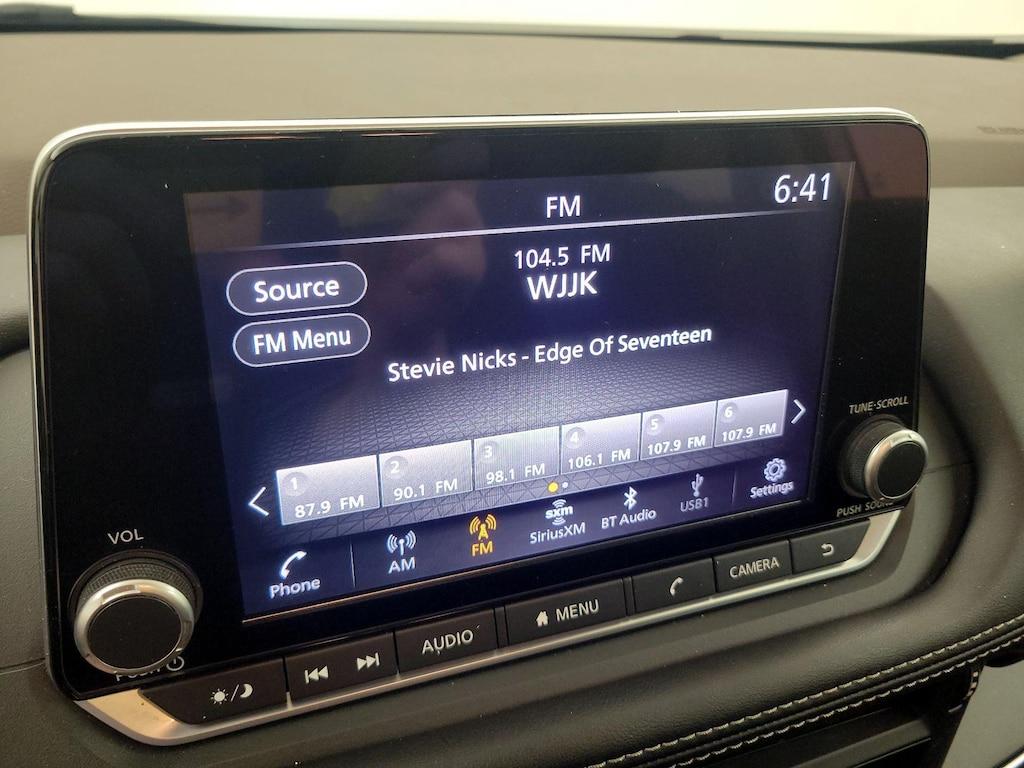 FM
6:41
104.5 FM
WJJK
Source
FM Menu
Stevie Nicks - Edge Of Seventeen
1
87.9 FM
2
90.1 FM
3
98.1 FM
4
106.1 FM
5
107.9 FM
6
107.9 FM
Phone
AM
FM
sxm
SiriusXM
BT Audio
USB1
Settings
VOL
TUNE·SCROLL
PUSH SOUND
AUDIO
MENU
CAMERA